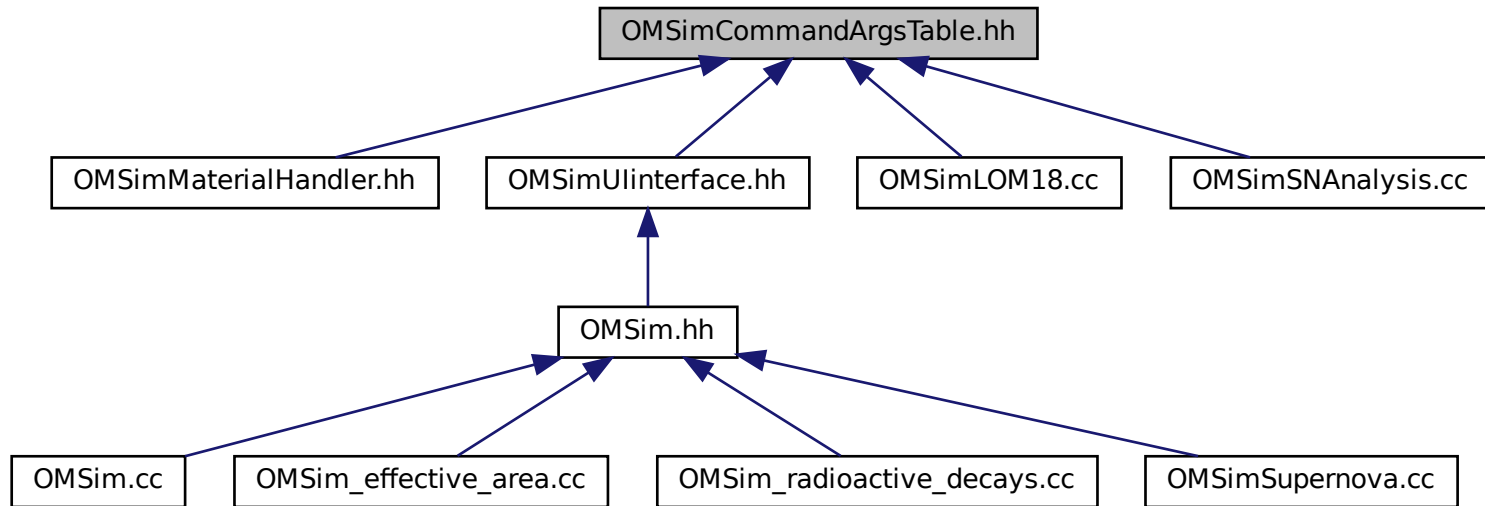 OMSimCommandArgsTable.hh
OMSimMaterialHandler.hh
OMSimUIinterface.hh
OMSimLOM18.cc
OMSimSNAnalysis.cc
OMSim.hh
OMSim.cc
OMSim_effective_area.cc
OMSim_radioactive_decays.cc
OMSimSupernova.cc